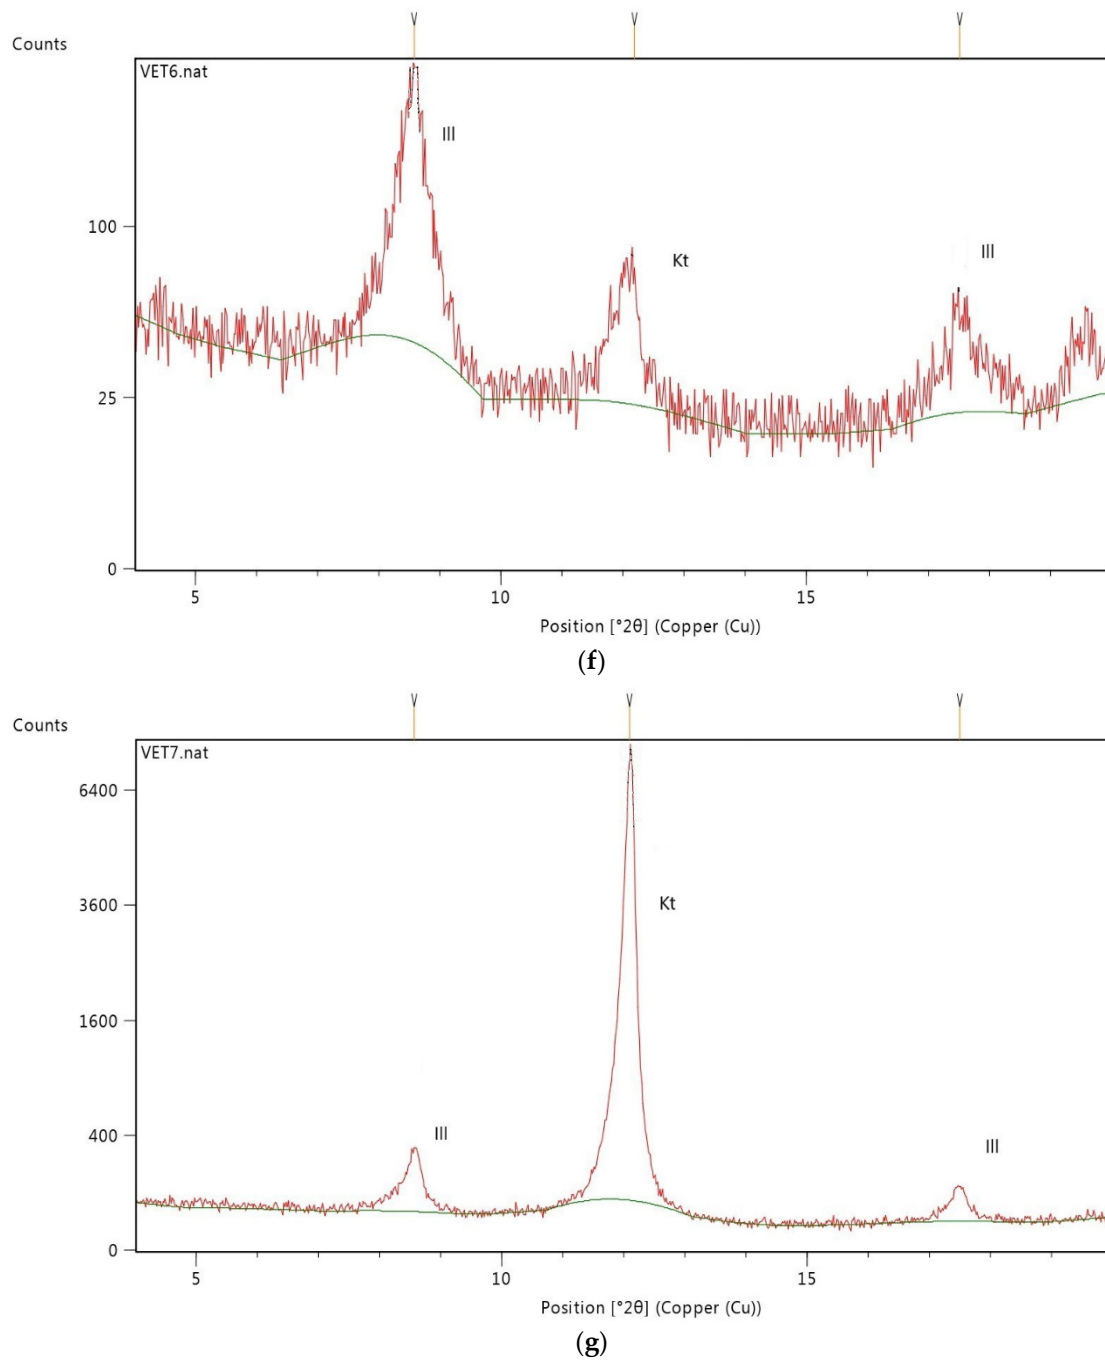 Counts
VET6.nat
Ill
Kt
Ill
100
25
0
5 10 15
Position [°2θ] (Copper (Cu))
(f)
Counts
VET7.nat
6400
3600
Kt
1600
400
Ill
Ill
0
5 10 15
Position [°2θ] (Copper (Cu))
(g)